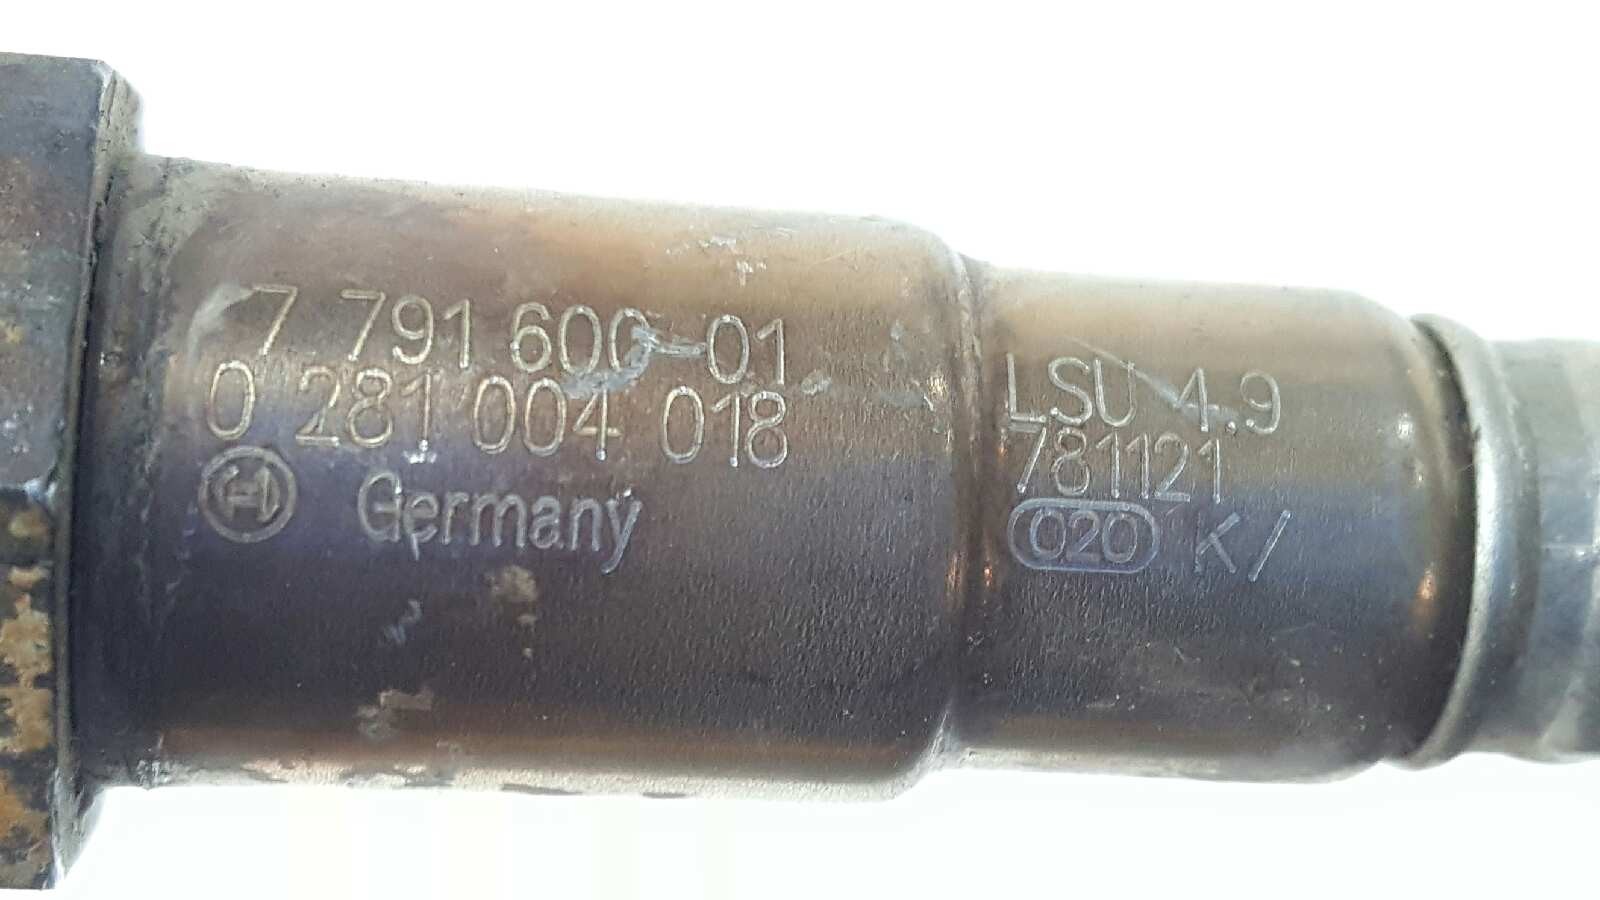 7 791 600-01
0 281 004 018
Germany
LSU 4.9
781121
020 K/